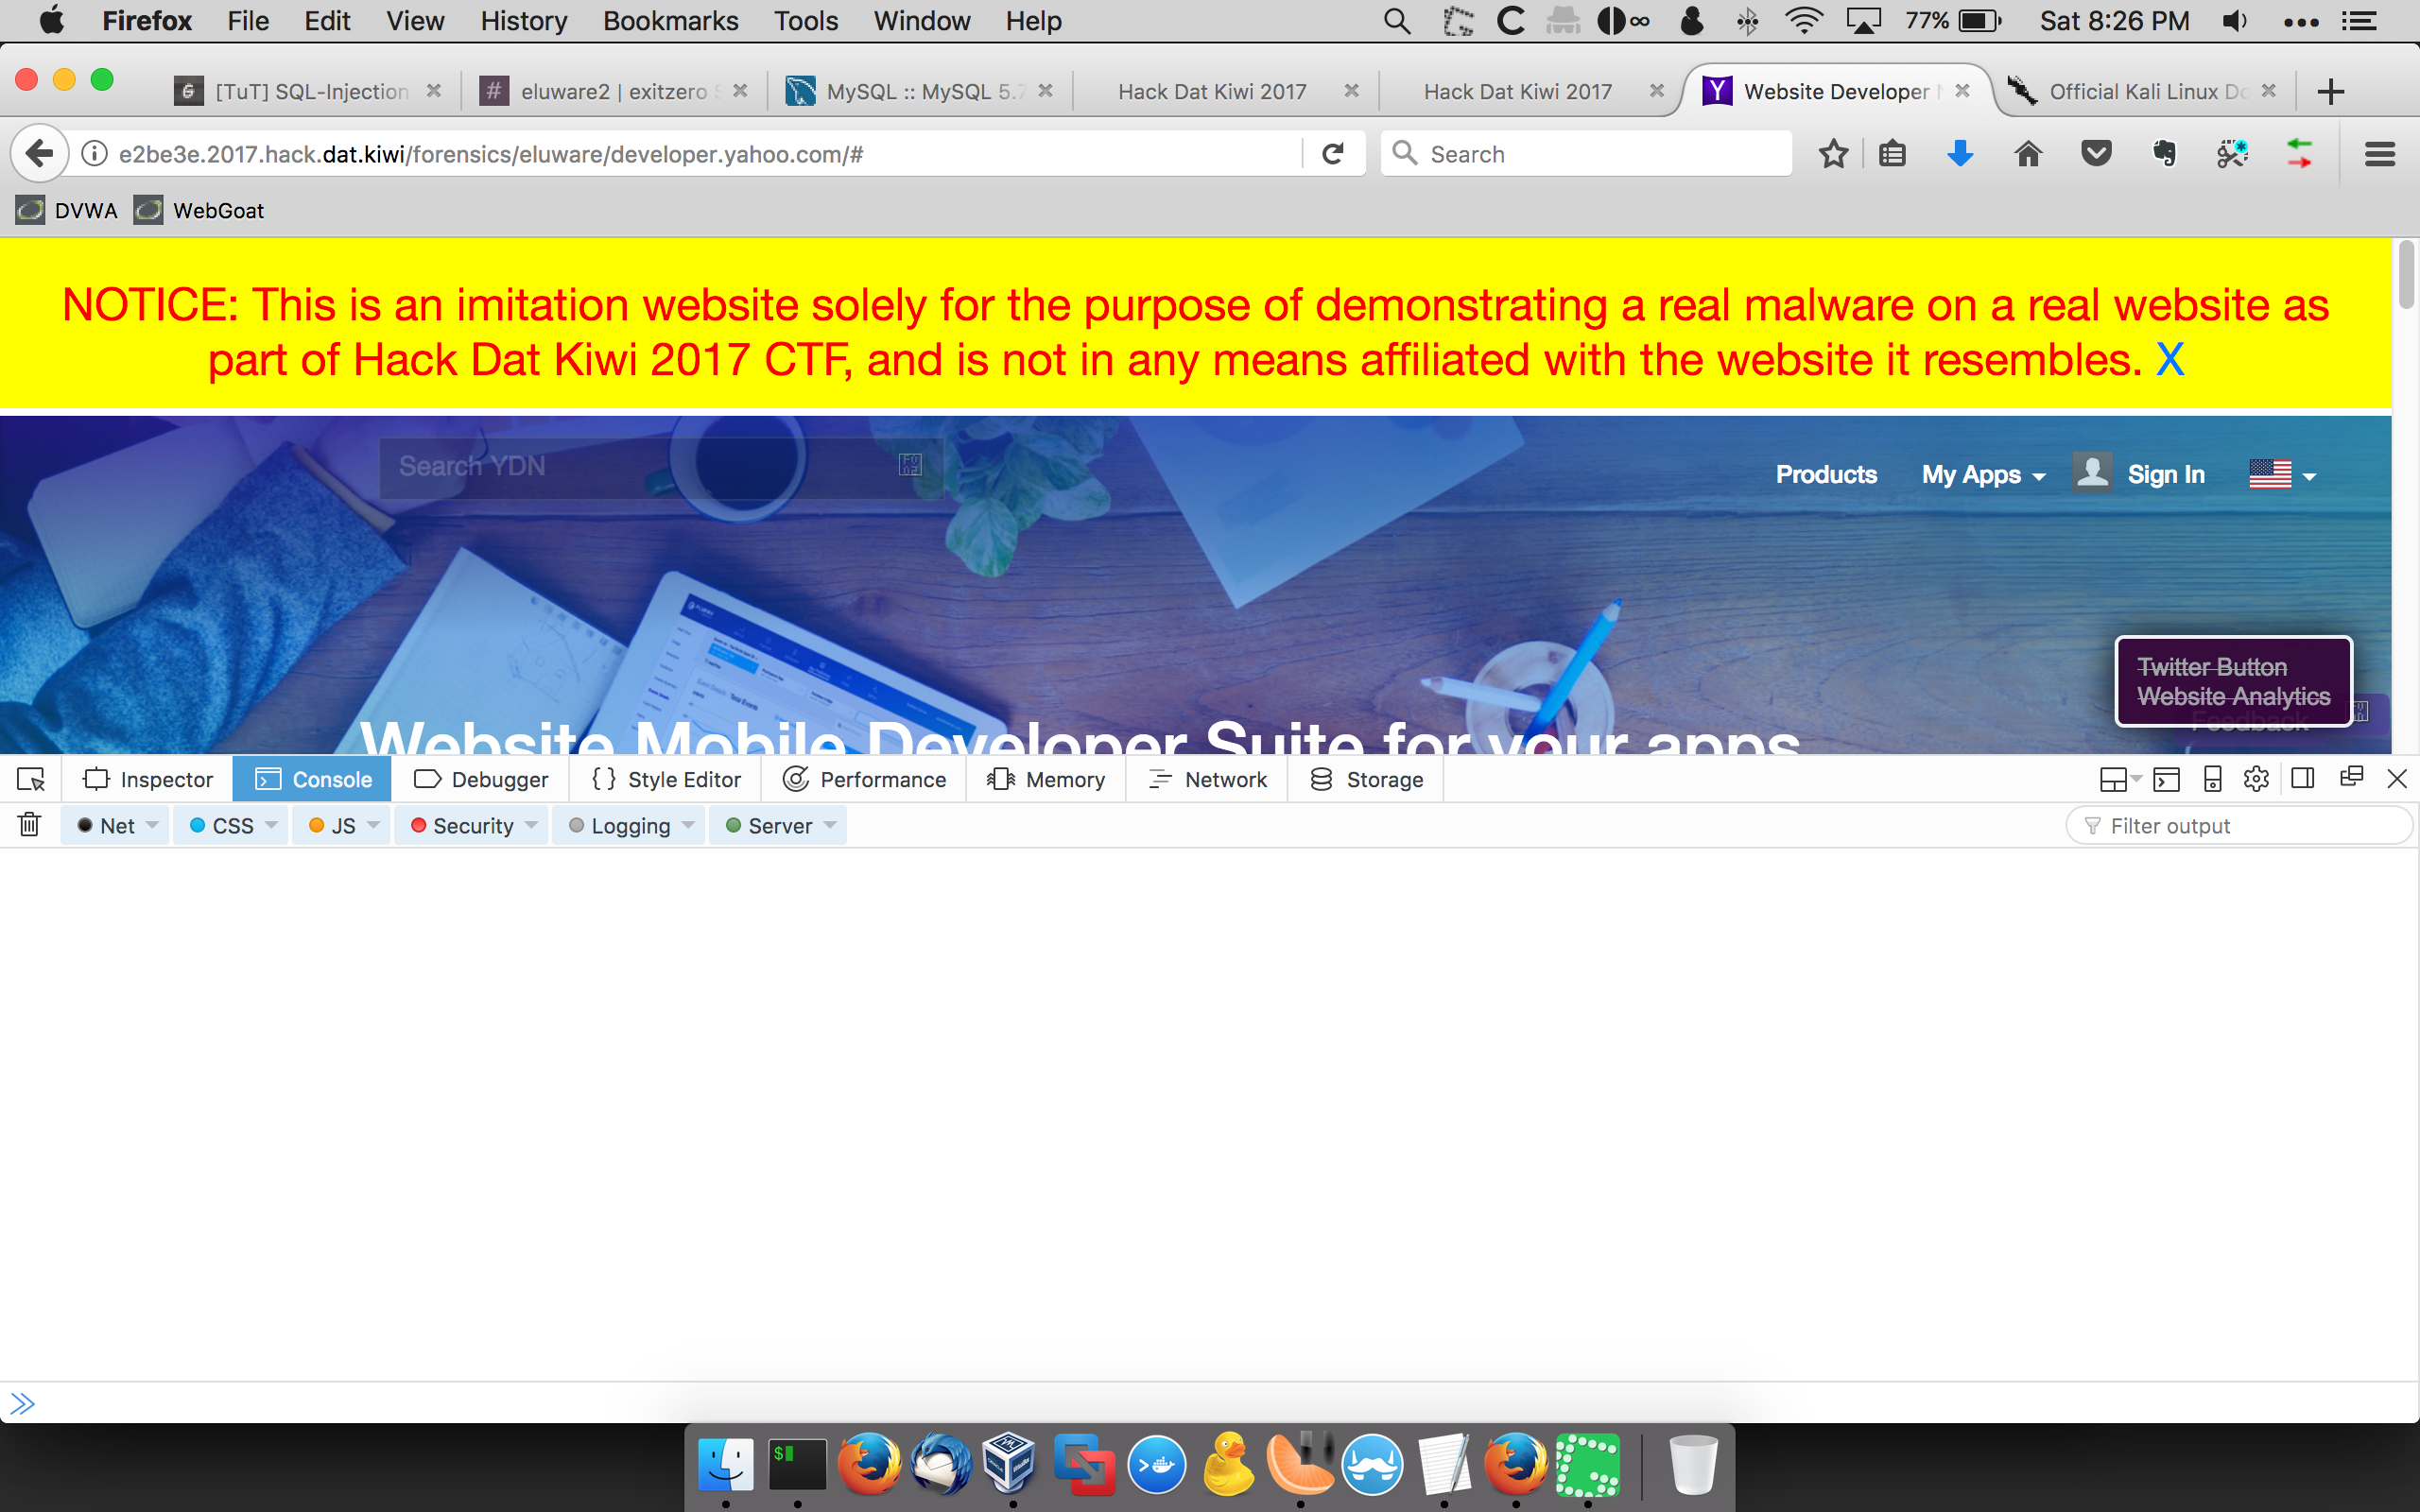 Firefox File Edit View History Bookmarks Tools Window Help 77% Sat 8:26 PM
[TuT] SQL-Injection # eluware2 | exitzero MySQL :: MySQL 5.7 Hack Dat Kiwi 2017 Hack Dat Kiwi 2017 Website Developer Official Kali Linux Do
e2be3e.2017.hack.dat.kiwi/forensics/eluware/developer.yahoo.com/# Search
DVWA WebGoat
NOTICE: This is an imitation website solely for the purpose of demonstrating a real malware on a real website as
part of Hack Dat Kiwi 2017 CTF, and is not in any means affiliated with the website it resembles. X
Search YDN Products My Apps Sign In
Twitter Button
Website Analytics
Feedback
Website Mobile Developer Suite for your apps
Inspector Console Debugger { } Style Editor Performance Memory Network Storage
Net CSS JS Security Logging Server Filter output